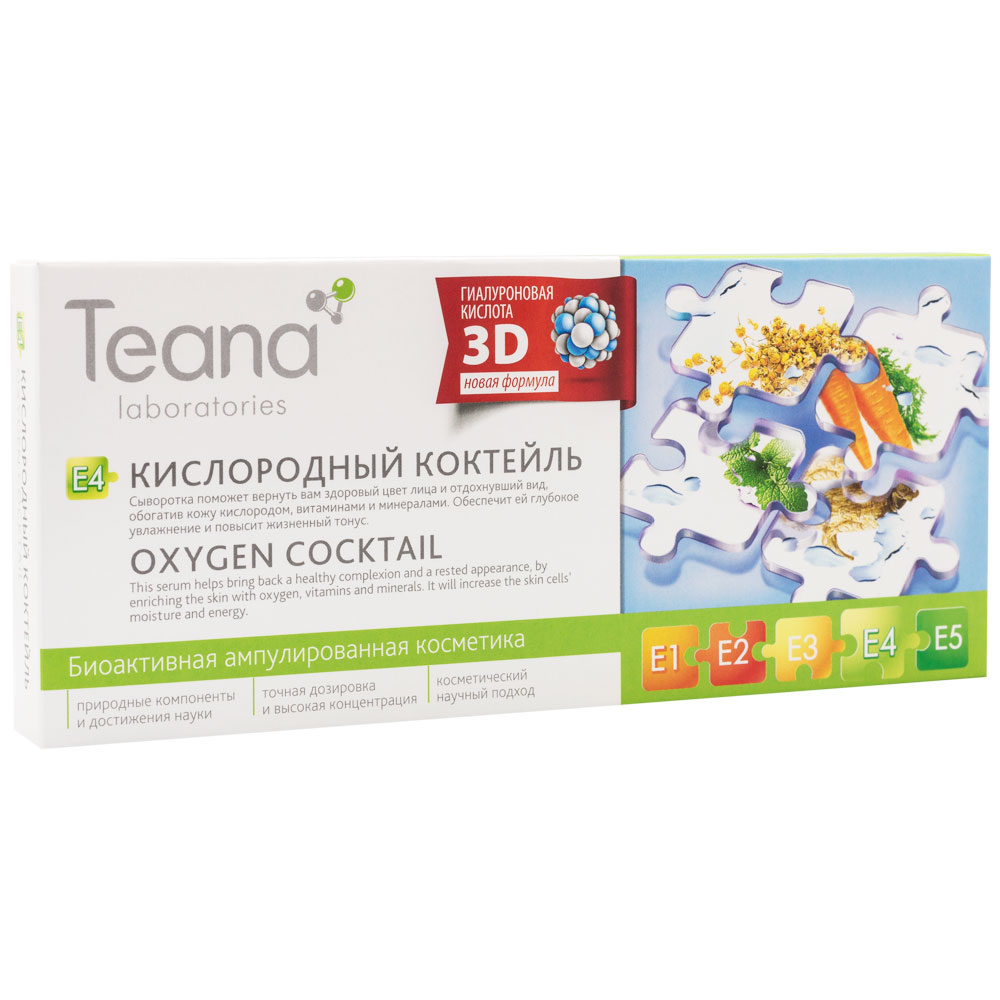 Teana
laboratories
ГИАЛУРОНОВАЯ
КИСЛОТА
3D
новая формула
E4
КИСЛОРОДНЫЙ КОКТЕЙЛЬ
Сыворотка поможет вернуть вам здоровый цвет лица и отдохнувший вид,
обогатив кожу кислородом, витаминами и минералами. Обеспечит ей глубокое
увлажнение и повысит жизненный тонус.
OXYGEN COCKTAIL
This serum helps bring back a healthy complexion and a rested appearance, by
enriching the skin with oxygen, vitamins and minerals. It will increase the skin cells'
moisture and energy.
Биоактивная ампулированная косметика
природные компоненты
и достижения науки
точная дозировка
и высокая концентрация
косметический
научный подход
E1 E2 E3 E4 E5
E4
КИСЛОРОДНЫЙ КОКТЕЙЛЬ